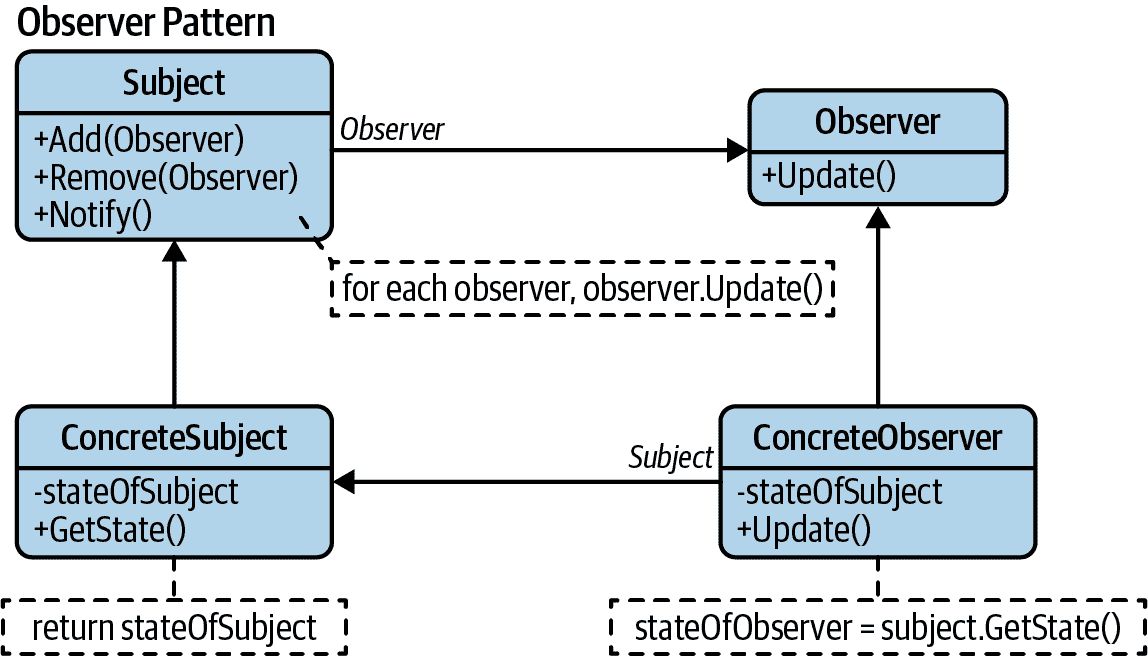 Observer Pattern
Subject
+Add(Observer)
+Remove(Observer)
+Notify()
Observer
Observer
+Update()
for each observer, observer.Update()
ConcreteSubject
-stateOfSubject
+GetState()
Subject
ConcreteObserver
-stateOfSubject
+Update()
return stateOfSubject
stateOfObserver = subject.GetState()